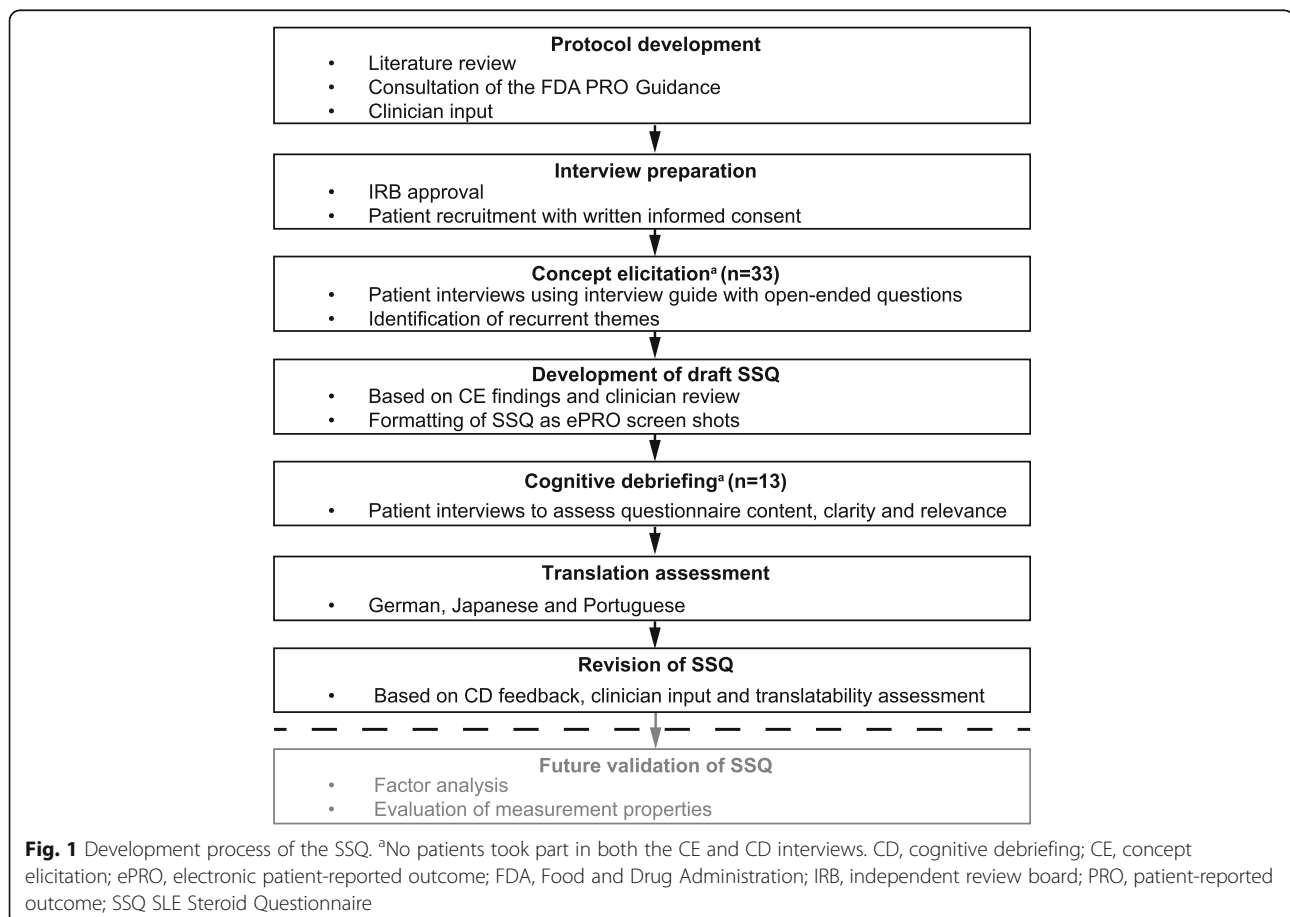 Protocol development
• Literature review
• Consultation of the FDA PRO Guidance
• Clinician input
Interview preparation
• IRB approval
• Patient recruitment with written informed consent
Concept elicitationᵃ (n=33)
• Patient interviews using interview guide with open-ended questions
• Identification of recurrent themes
Development of draft SSQ
• Based on CE findings and clinician review
• Formatting of SSQ as ePRO screen shots
Cognitive debriefingᵃ (n=13)
• Patient interviews to assess questionnaire content, clarity and relevance
Translation assessment
• German, Japanese and Portuguese
Revision of SSQ
• Based on CD feedback, clinician input and translatability assessment
Future validation of SSQ
• Factor analysis
• Evaluation of measurement properties
Fig. 1 Development process of the SSQ. ᵃNo patients took part in both the CE and CD interviews. CD, cognitive debriefing; CE, concept
elicitation; ePRO, electronic patient-reported outcome; FDA, Food and Drug Administration; IRB, independent review board; PRO, patient-reported
outcome; SSQ SLE Steroid Questionnaire